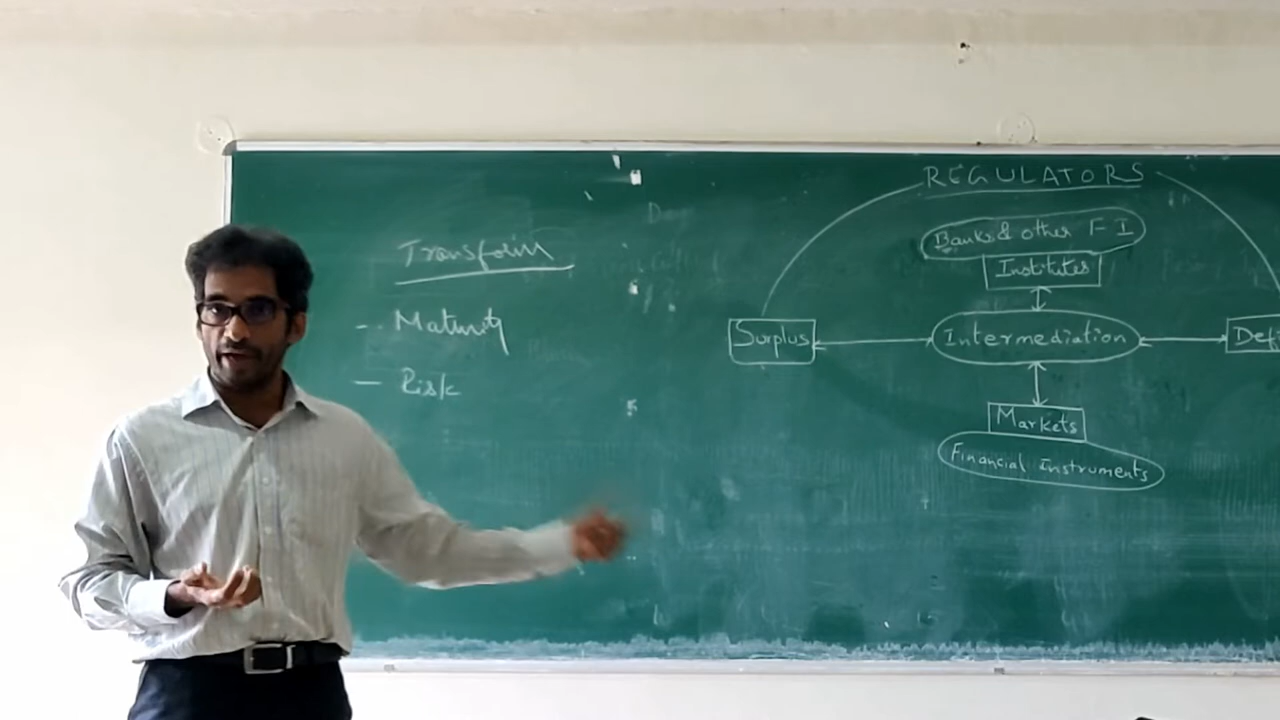 Transform
- Maturity
- Risk
REGULATORS
Banks & other F I
Institutes
Surplus
Intermediation
Defi
Markets
Financial Instruments